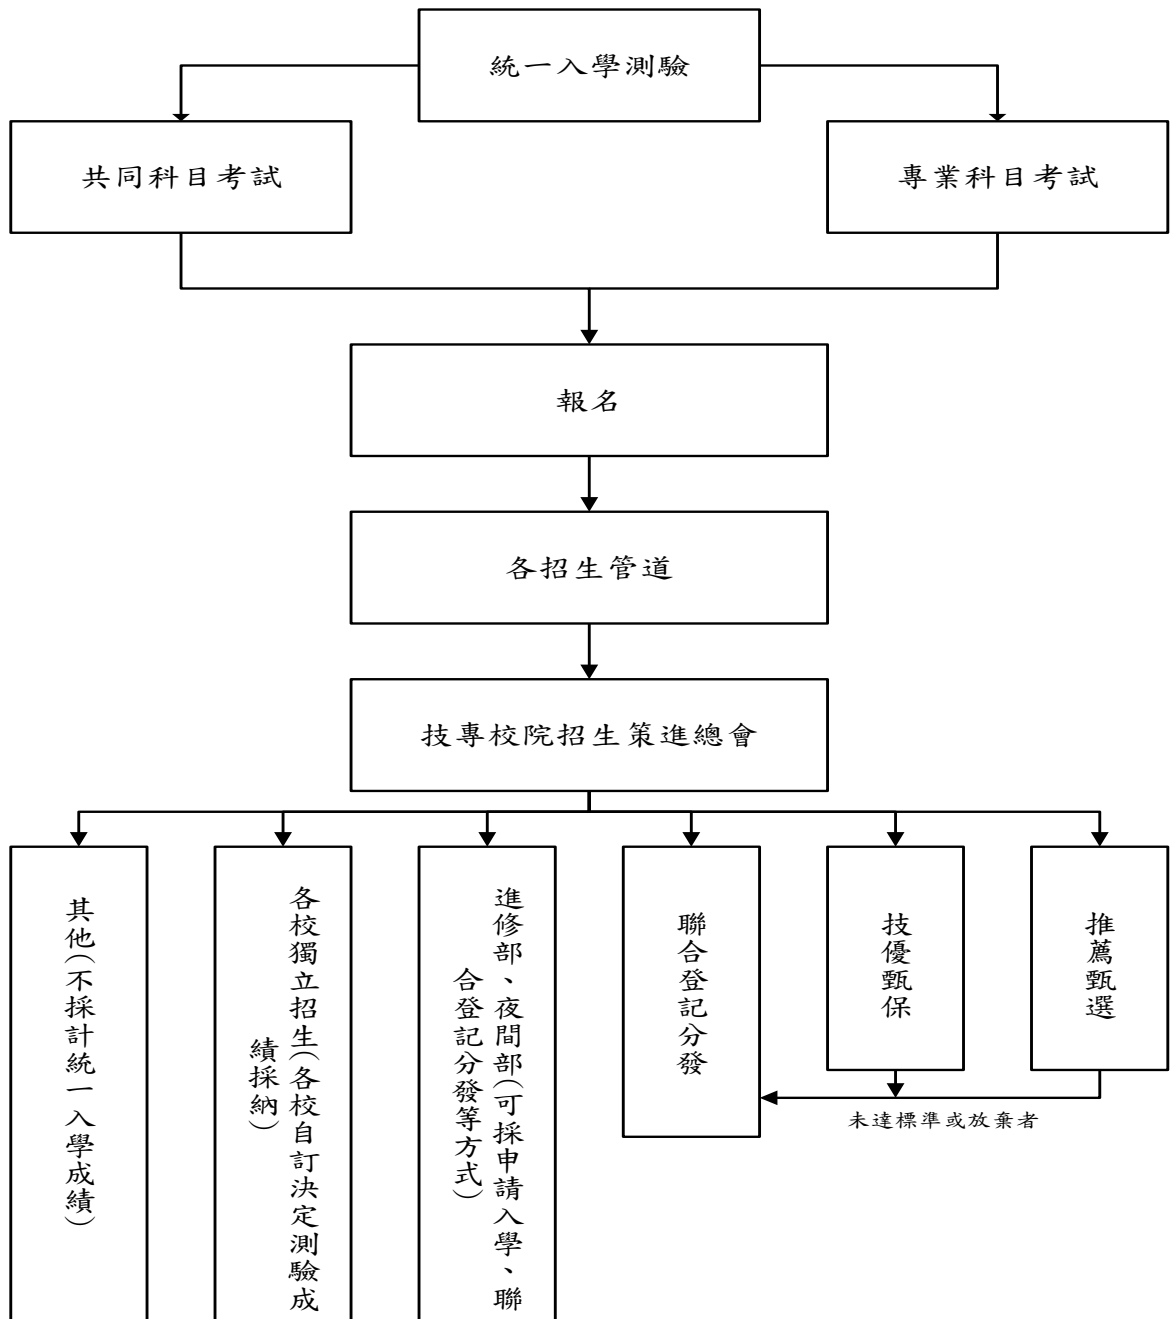 統一入學測驗
共同科目考試
專業科目考試
報名
各招生管道
技專校院招生策進總會
其他(不採計統一入學成績)
各校獨立招生(各校自訂決定測驗成
績採納)
進修部、夜間部(可採申請入學、聯
合登記分發等方式)
聯合登記分發
技優甄保
推薦甄選
未達標準或放棄者